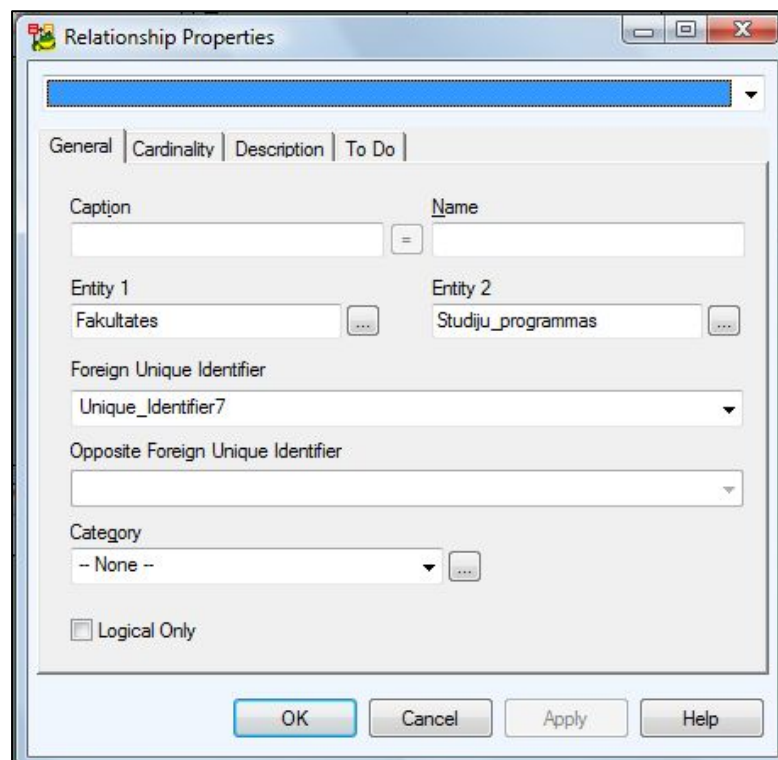 Relationship Properties
General Cardinality Description To Do
Caption Name
=
Entity 1 Entity 2
Fakultates ... Studiju_programmas ...
Foreign Unique Identifier
Unique_Identifier7
Opposite Foreign Unique Identifier
Category
-- None -- ...
Logical Only
OK Cancel Apply Help